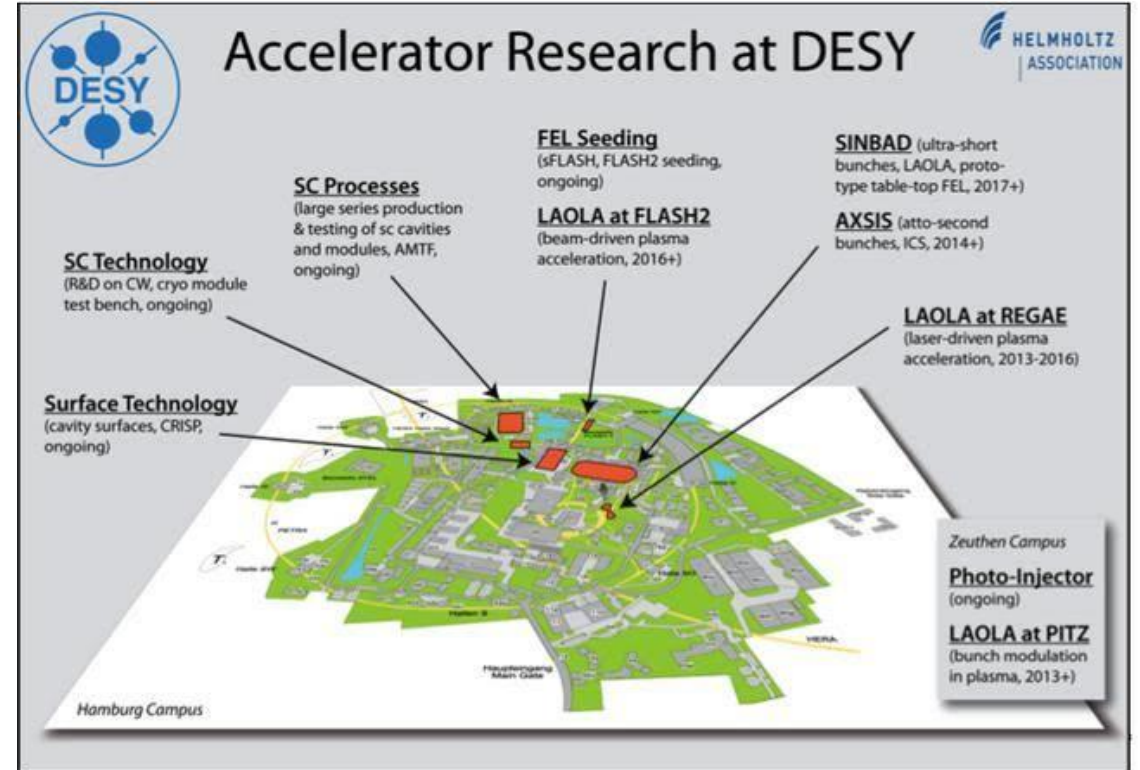 DESY
Accelerator Research at DESY
HELMHOLTZ
ASSOCIATION
FEL Seeding
(sFLASH, FLASH2 seeding,
ongoing)
LAOLA at FLASH2
(beam-driven plasma
acceleration, 2016+)
SINBAD (ultra-short
bunches, LAOLA, proto-
type table-top FEL, 2017+)
AXSIS (atto-second
bunches, ICS, 2014+)
SC Processes
(large series production
& testing of sc cavities
and modules, AMTF,
ongoing)
SC Technology
(R&D on CW, cryo module
test bench, ongoing)
LAOLA at REGAE
(laser-driven plasma
acceleration, 2013-2016)
Surface Technology
(cavity surfaces, CRISP,
ongoing)
PETRA
HERA
Haupteingang
Main Gate
Zeuthen Campus
Photo-Injector
(ongoing)
LAOLA at PITZ
(bunch modulation
in plasma, 2013+)
Hamburg Campus